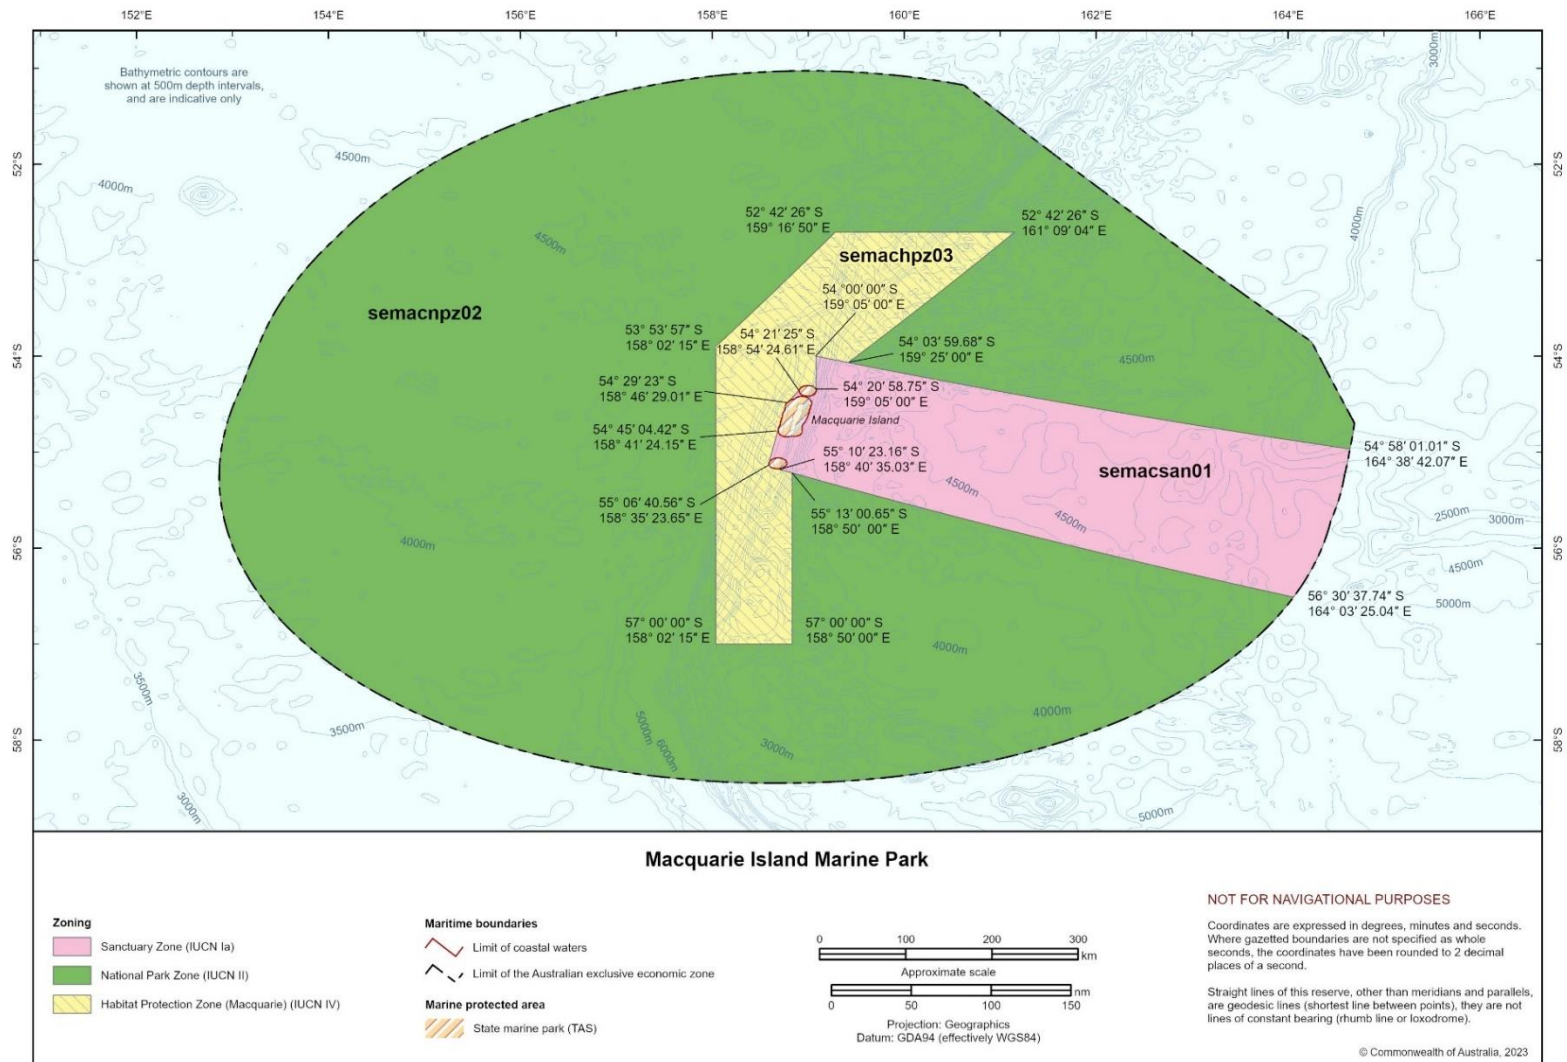 152°E 154°E 156°E 158°E 160°E 162°E 164°E 166°E
Bathymetric contours are
shown at 500m depth intervals,
and are indicative only
3000m
4500m
52°S
52°S
4000m
52° 42′ 26″ S
159° 16′ 50″ E
52° 42′ 26″ S
161° 09′ 04″ E
4000m
4500m
semachpz03
54 °00′ 00″ S
159° 05′ 00″ E
semacnpz02
53° 53′ 57″ S
158° 02′ 15″ E
54° 21′ 25″ S
158° 54′ 24.61″ E
54° 03′ 59.68″ S
159° 25′ 00″ E
54°S
54°S
4500m
54° 29′ 23″ S
158° 46′ 29.01″ E
54° 20′ 58.75″ S
159° 05′ 00″ E
Macquarie Island
54° 45′ 04.42″ S
158° 41′ 24.15″ E
54° 58′ 01.01″ S
164° 38′ 42.07″ E
55° 10′ 23.16″ S
158° 40′ 35.03″ E
semacsan01
4500m
55° 06′ 40.56″ S
158° 35′ 23.65″ E
55° 13′ 00.65″ S
158° 50′ 00″ E
4500m
2500m
3000m
4000m
56°S
56°S
4500m
56° 30′ 37.74″ S
164° 03′ 25.04″ E
5000m
57° 00′ 00″ S
158° 02′ 15″ E
57° 00′ 00″ S
158° 50′ 00″ E
4000m
3500m
4000m
5000m
3500m
58°S
58°S
6000m
3000m
3000m
5000m
Macquarie Island Marine Park
Zoning
Sanctuary Zone (IUCN Ia)
National Park Zone (IUCN II)
Habitat Protection Zone (Macquarie) (IUCN IV)
Maritime boundaries
Limit of coastal waters
Limit of the Australian exclusive economic zone
Marine protected area
State marine park (TAS)
0 100 200 300
km
Approximate scale
nm
0 50 100 150
Projection: Geographics
Datum: GDA94 (effectively WGS84)
NOT FOR NAVIGATIONAL PURPOSES
Coordinates are expressed in degrees, minutes and seconds.
Where gazetted boundaries are not specified as whole
seconds, the coordinates have been rounded to 2 decimal
places of a second.
Straight lines of this reserve, other than meridians and parallels,
are geodesic lines (shortest line between points), they are not
lines of constant bearing (rhumb line or loxodrome).
© Commonwealth of Australia, 2023